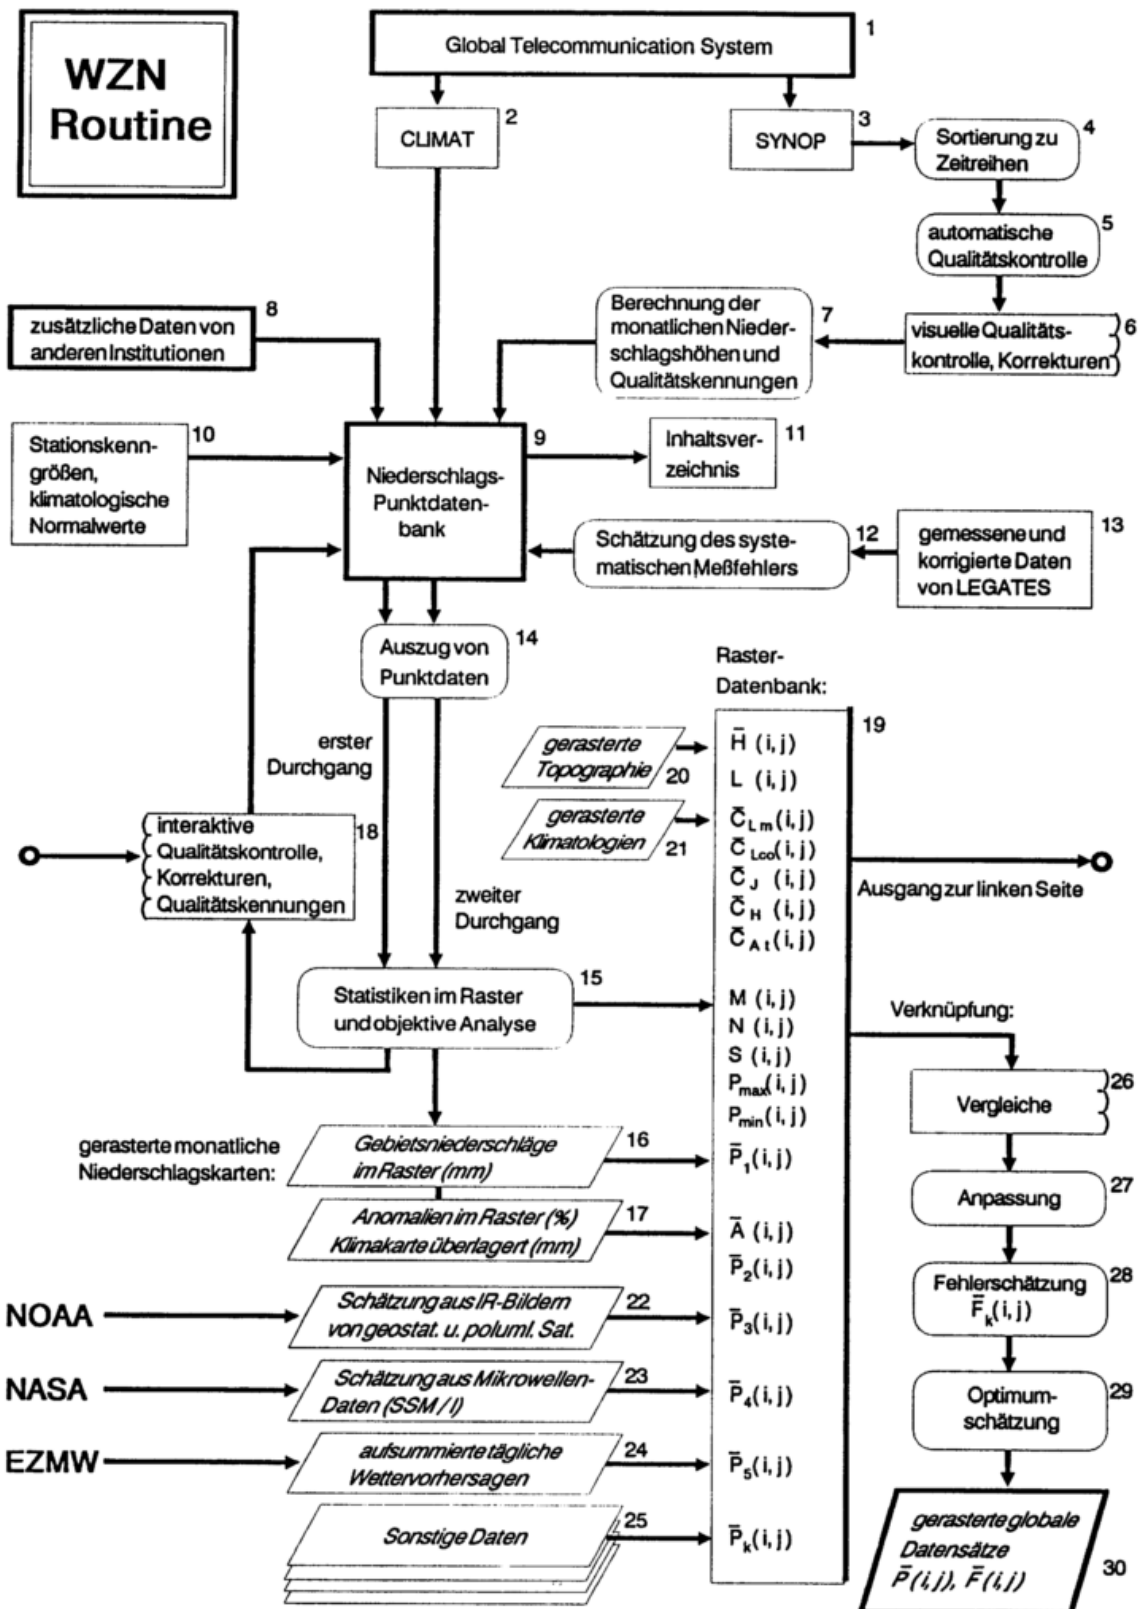 WZN
Routine
Global Telecommunication System
1
CLIMAT
2
SYNOP
3
Sortierung zu
Zeitreihen
4
automatische
Qualitätskontrolle
5
visuelle Qualitäts-
kontrolle, Korrekturen
6
Berechnung der
monatlichen Nieder-
schlagshöhen und
Qualitätskennungen
7
zusätzliche Daten von
anderen Institutionen
8
Niederschlags-
Punktdaten-
bank
9
Stationskenn-
größen,
klimatologische
Normalwerte
10
Inhaltsver-
zeichnis
11
Schätzung des syste-
matischen Meßfehlers
12
gemessene und
korrigierte Daten
von LEGATES
13
Auszug von
Punktdaten
14
erster
Durchgang
zweiter
Durchgang
interaktive
Qualitätskontrolle,
Korrekturen,
Qualitätskennungen
18
Statistiken im Raster
und objektive Analyse
15
gerasterte monatliche
Niederschlagskarten:
Gebietsniederschläge
im Raster (mm)
16
Anomalien im Raster (%)
Klimakarte überlagert (mm)
17
NOAA
Schätzung aus IR-Bildern
von geostat. u. poluml. Sat.
22
NASA
Schätzung aus Mikrowellen-
Daten (SSM / I)
23
EZMW
aufsummierte tägliche
Wettervorhersagen
24
Sonstige Daten
25
Raster-
Datenbank:
19
gerasterte
Topographie
20
gerasterte
Klimatologien
21
H̄ (i, j)
L (i, j)
C̄Lm(i, j)
C̄Lco(i, j)
C̄J (i, j)
C̄H (i, j)
C̄At(i, j)
M (i, j)
N (i, j)
S (i, j)
Pmax(i, j)
Pmin(i, j)
P̄1(i, j)
Ā (i, j)
P̄2(i, j)
P̄3(i, j)
P̄4(i, j)
P̄5(i, j)
P̄k(i, j)
Ausgang zur linken Seite
Verknüpfung:
Vergleiche
26
Anpassung
27
Fehlerschätzung
F̄k(i, j)
28
Optimum-
schätzung
29
gerasterte globale
Datensätze
P̄(i,j), F̄(i,j)
30